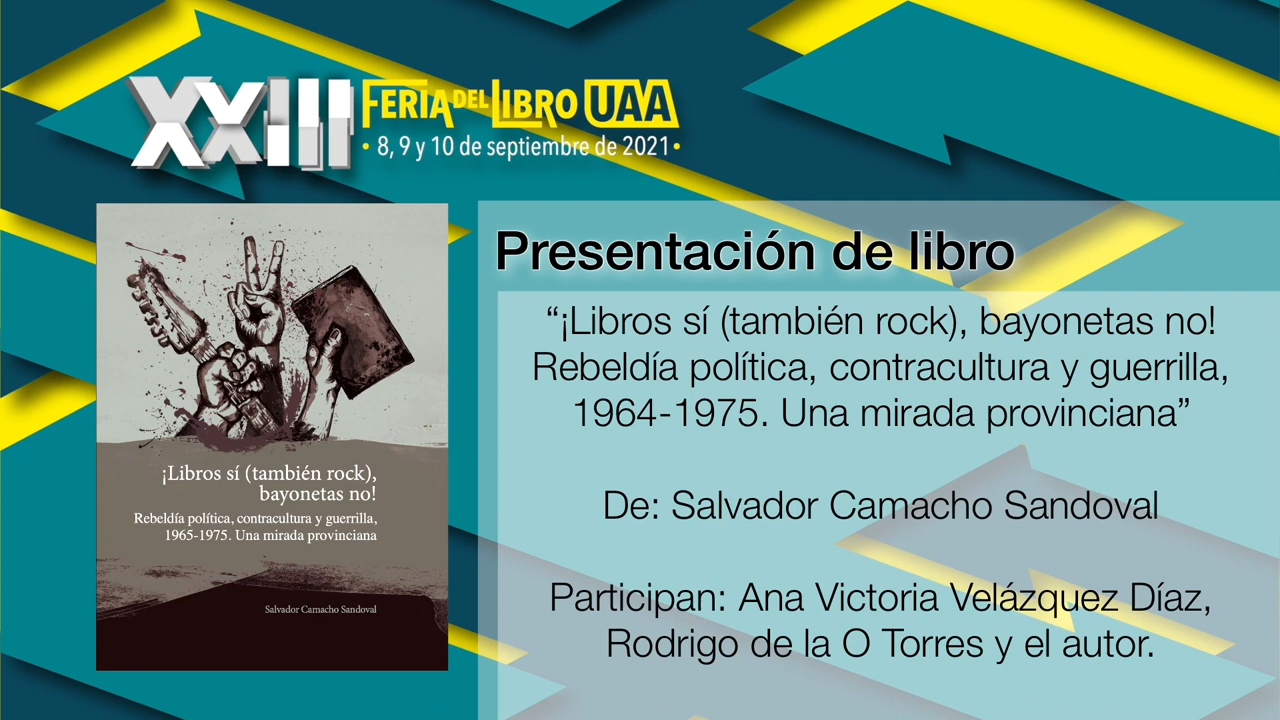 XXIII FERIA DEL LIBRO UAA
• 8, 9 y 10 de septiembre de 2021 •
¡Libros sí (también rock),
bayonetas no!
Rebeldía política, contracultura y guerrilla,
1965-1975. Una mirada provinciana
Salvador Camacho Sandoval
Presentación de libro
“¡Libros sí (también rock), bayonetas no!
Rebeldía política, contracultura y guerrilla,
1964-1975. Una mirada provinciana”
De: Salvador Camacho Sandoval
Participan: Ana Victoria Velázquez Díaz,
Rodrigo de la O Torres y el autor.